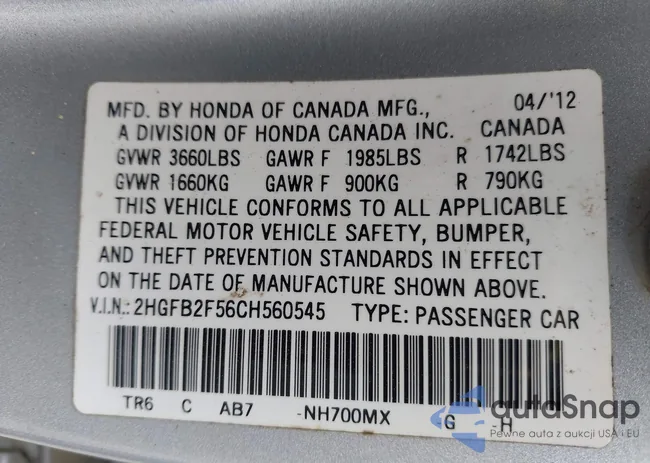 MFD. BY HONDA OF CANADA MFG., 04/'12
A DIVISION OF HONDA CANADA INC. CANADA
GVWR 3660LBS GAWR F 1985LBS R 1742LBS
GVWR 1660KG GAWR F 900KG R 790KG
THIS VEHICLE CONFORMS TO ALL APPLICABLE
FEDERAL MOTOR VEHICLE SAFETY, BUMPER,
AND THEFT PREVENTION STANDARDS IN EFFECT
ON THE DATE OF MANUFACTURE SHOWN ABOVE.
V.I.N.: 2HGFB2F56CH560545 TYPE: PASSENGER CAR
TR6 C AB7 -NH700MX -G -H
autaSnap
Pewne auta z aukcji USA i EU